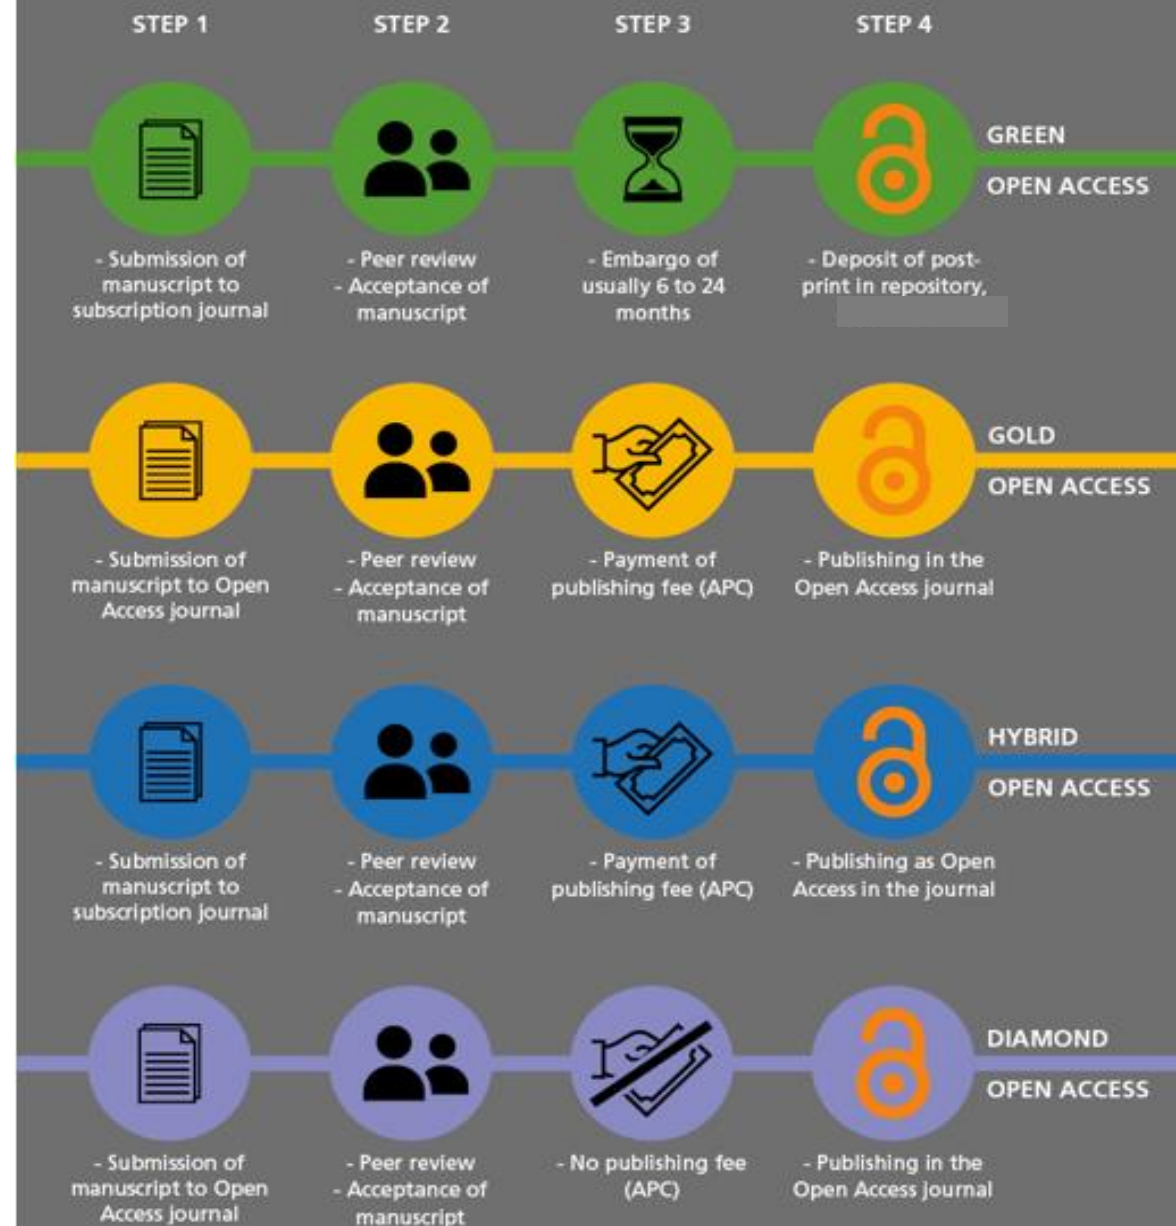 STEP 1
STEP 2
STEP 3
STEP 4
GREEN
OPEN ACCESS
- Submission of
manuscript to
subscription journal
- Peer review
- Acceptance of
manuscript
- Embargo of
usually 6 to 24
months
- Deposit of post-
print in repository,
GOLD
OPEN ACCESS
- Submission of
manuscript to Open
Access journal
- Peer review
- Acceptance of
manuscript
- Payment of
publishing fee (APC)
- Publishing in the
Open Access journal
HYBRID
OPEN ACCESS
- Submission of
manuscript to
subscription journal
- Peer review
- Acceptance of
manuscript
- Payment of
publishing fee (APC)
- Publishing as Open
Access in the journal
DIAMOND
OPEN ACCESS
- Submission of
manuscript to Open
Access journal
- Peer review
- Acceptance of
manuscript
- No publishing fee
(APC)
- Publishing in the
Open Access journal